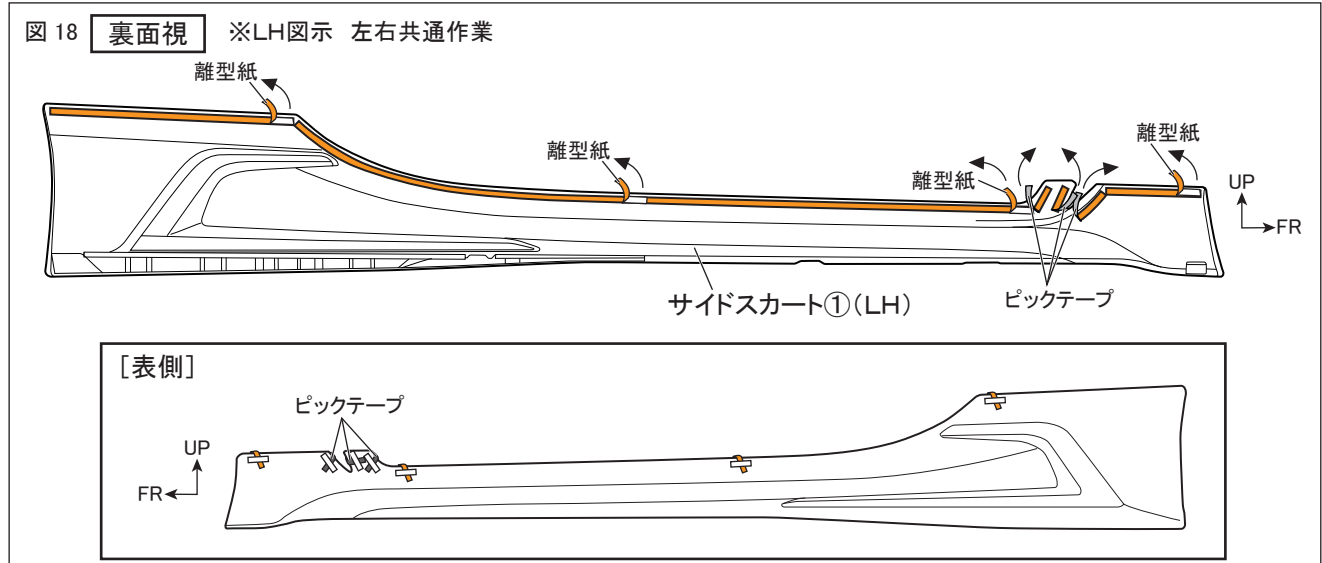 図 18 裏面視 ※LH図示 左右共通作業
離型紙
離型紙
離型紙
離型紙
UP
FR
サイドスカート①(LH)
ピックテープ
[表側]
ピックテープ
UP
FR